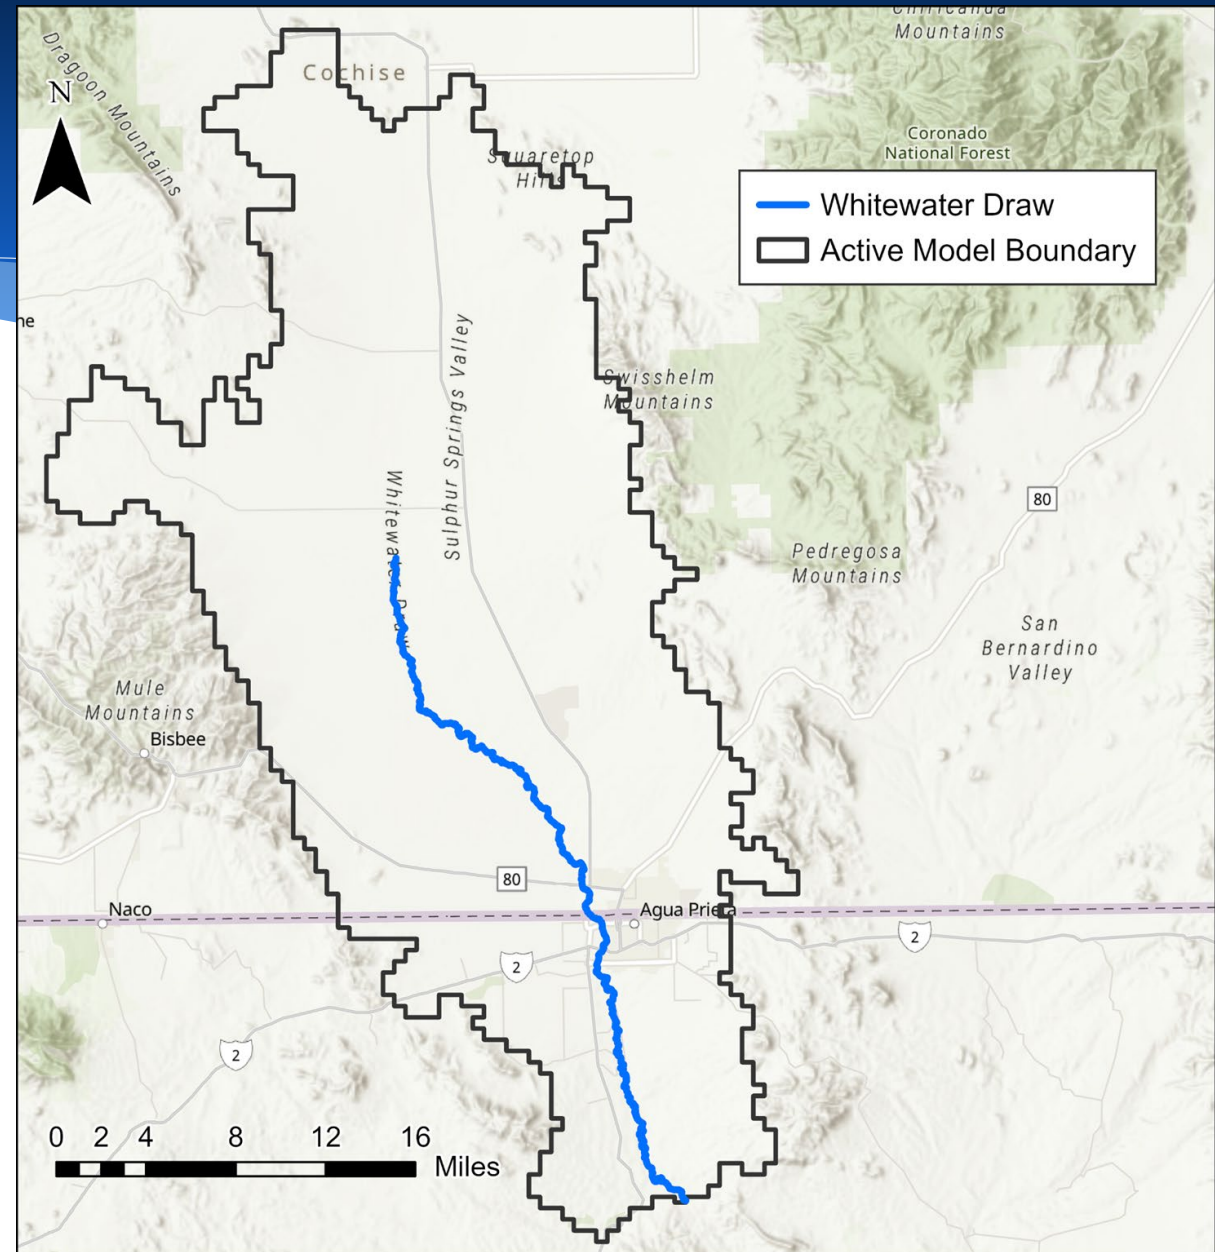 Chiricahua
Mountains
Dragoon Mountains
N
Cochise
Coronado
National Forest
Squaretop
Hills
Whitewater Draw
Active Model Boundary
ne
Sulphur Springs Valley
Swisshelm
Mountains
Whitewater Draw
80
Pedregosa
Mountains
San
Bernardino
Valley
Mule
Mountains
Bisbee
80
Naco
Agua Prieta
2
2
2
0 2 4 8 12 16
Miles